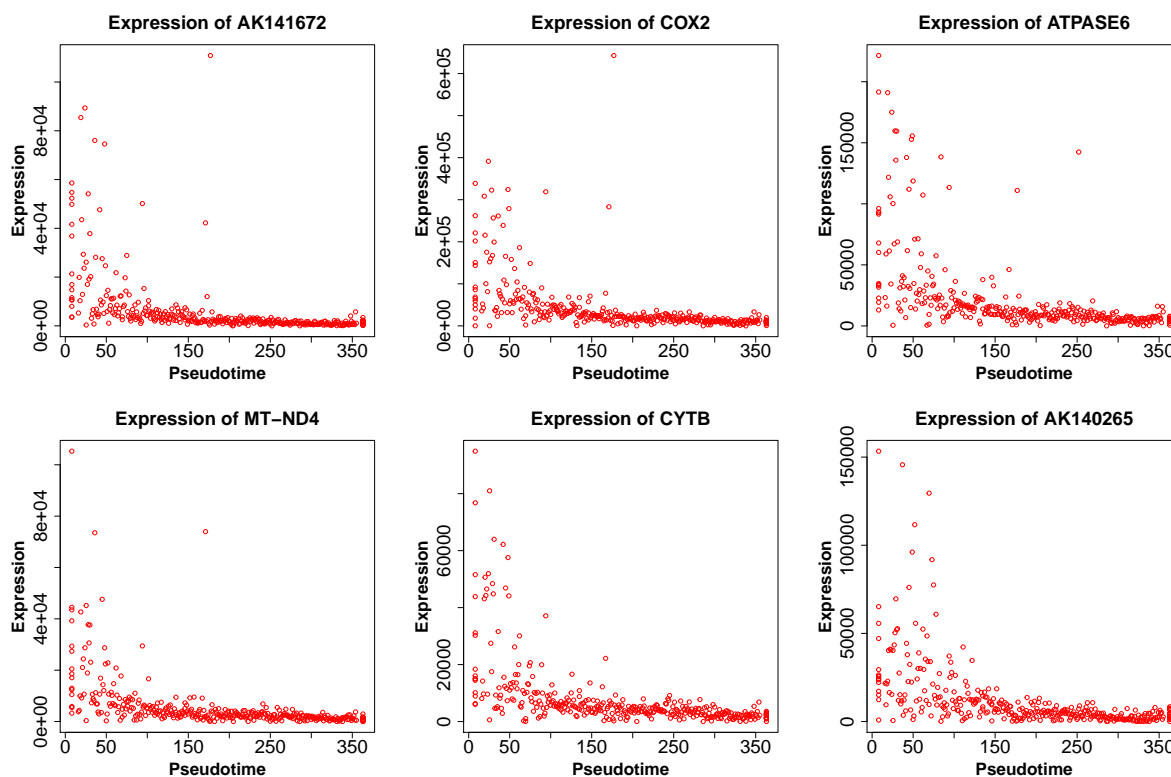 Expression of AK141672
Expression
0e+00 4e+04 8e+04
0 50 150 250 350
Pseudotime
Expression of COX2
Expression
0e+00 2e+05 4e+05 6e+05
0 50 150 250 350
Pseudotime
Expression of ATPASE6
Expression
0 50000 150000
0 50 150 250 350
Pseudotime
Expression of MT−ND4
Expression
0e+00 4e+04 8e+04
0 50 150 250 350
Pseudotime
Expression of CYTB
Expression
0 20000 60000
0 50 150 250 350
Pseudotime
Expression of AK140265
Expression
0 50000 100000 150000
0 50 150 250 350
Pseudotime